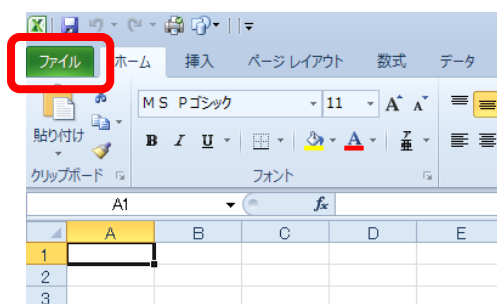 ファイル ホーム 挿入 ページ レイアウト 数式 データ
貼り付け
MS Pゴシック 11 A A
B I U A
クリップボード フォント
A1 fx
A B C D E
1
2
3